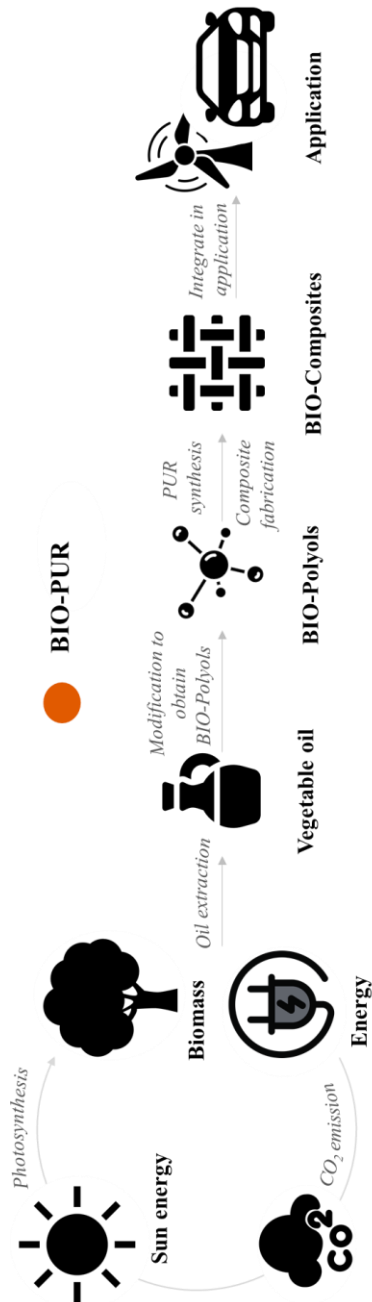 BIO-PUR
Photosynthesis
Sun energy
Biomass
CO2
CO₂ emission
Energy
Oil extraction
Vegetable oil
Modification to
obtain
BIO-Polyols
BIO-Polyols
PUR
synthesis
Composite
fabrication
BIO-Composites
Integrate in
application
Application